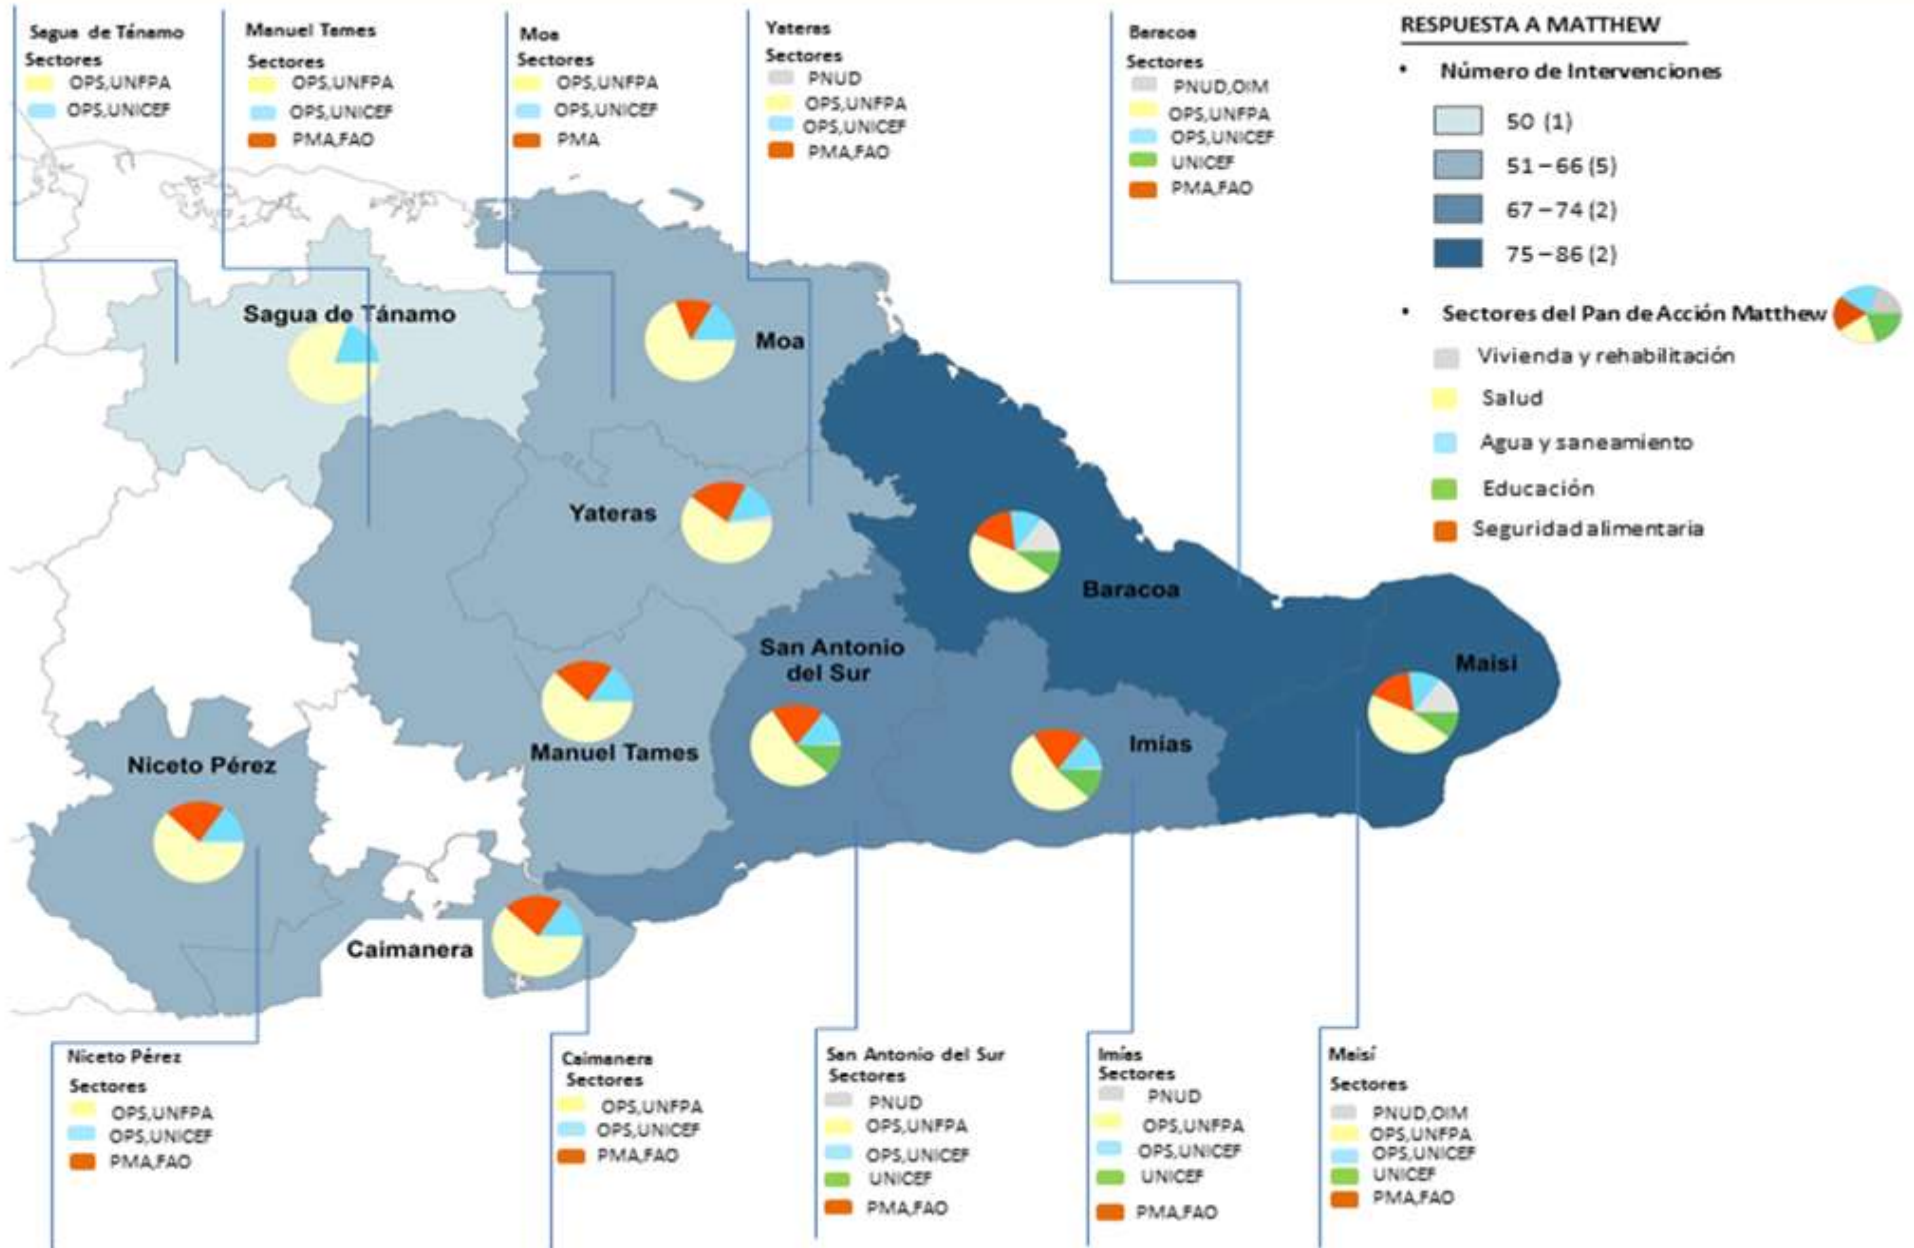 Sagua de Tánamo
Sectores
OPS,UNFPA
OPS,UNICEF
Manuel Tames
Sectores
OPS,UNFPA
OPS,UNICEF
PMA,FAO
Moa
Sectores
OPS,UNFPA
OPS,UNICEF
PMA
Yateras
Sectores
PNUD
OPS,UNFPA
OPS,UNICEF
PMA,FAO
Baracoa
Sectores
PNUD,OIM
OPS,UNFPA
OPS,UNICEF
UNICEF
PMA,FAO
RESPUESTA A MATTHEW
• Número de Intervenciones
50 (1)
51 – 66 (5)
67 – 74 (2)
75 – 86 (2)
• Sectores del Pan de Acción Matthew
Vivienda y rehabilitación
Salud
Agua y saneamiento
Educación
Seguridad alimentaria
Sagua de Tánamo
Moa
Yateras
Baracoa
San Antonio
del Sur
Maisí
Imías
Manuel Tames
Niceto Pérez
Caimanera
Niceto Pérez
Sectores
OPS,UNFPA
OPS,UNICEF
PMA,FAO
Caimanera
Sectores
OPS,UNFPA
OPS,UNICEF
PMA,FAO
San Antonio del Sur
Sectores
PNUD
OPS,UNFPA
OPS,UNICEF
UNICEF
PMA,FAO
Imías
Sectores
PNUD
OPS,UNFPA
OPS,UNICEF
UNICEF
PMA,FAO
Maisí
Sectores
PNUD,OIM
OPS,UNFPA
OPS,UNICEF
UNICEF
PMA,FAO